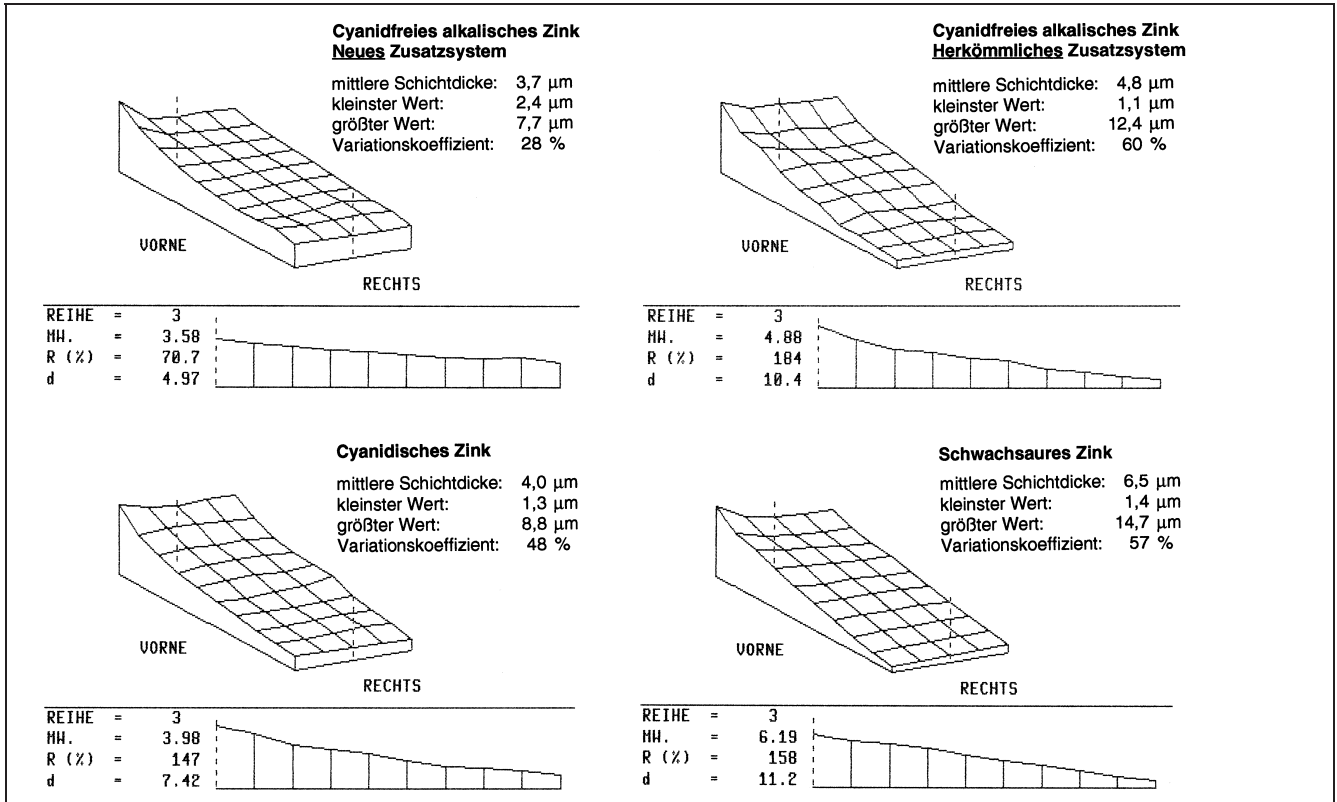 Cyanidfreies alkalisches Zink
Neues Zusatzsystem
mittlere Schichtdicke: 3,7 µm
kleinster Wert: 2,4 µm
größter Wert: 7,7 µm
Variationskoeffizient: 28 %
VORNE
RECHTS
REIHE = 3
MW. = 3.58
R (%) = 70.7
d = 4.97
Cyanidfreies alkalisches Zink
Herkömmliches Zusatzsystem
mittlere Schichtdicke: 4,8 µm
kleinster Wert: 1,1 µm
größter Wert: 12,4 µm
Variationskoeffizient: 60 %
VORNE
RECHTS
REIHE = 3
MW. = 4.88
R (%) = 184
d = 10.4
Cyanidisches Zink
mittlere Schichtdicke: 4,0 µm
kleinster Wert: 1,3 µm
größter Wert: 8,8 µm
Variationskoeffizient: 48 %
VORNE
RECHTS
REIHE = 3
MW. = 3.98
R (%) = 147
d = 7.42
Schwachsaures Zink
mittlere Schichtdicke: 6,5 µm
kleinster Wert: 1,4 µm
größter Wert: 14,7 µm
Variationskoeffizient: 57 %
VORNE
RECHTS
REIHE = 3
MW. = 6.19
R (%) = 158
d = 11.2